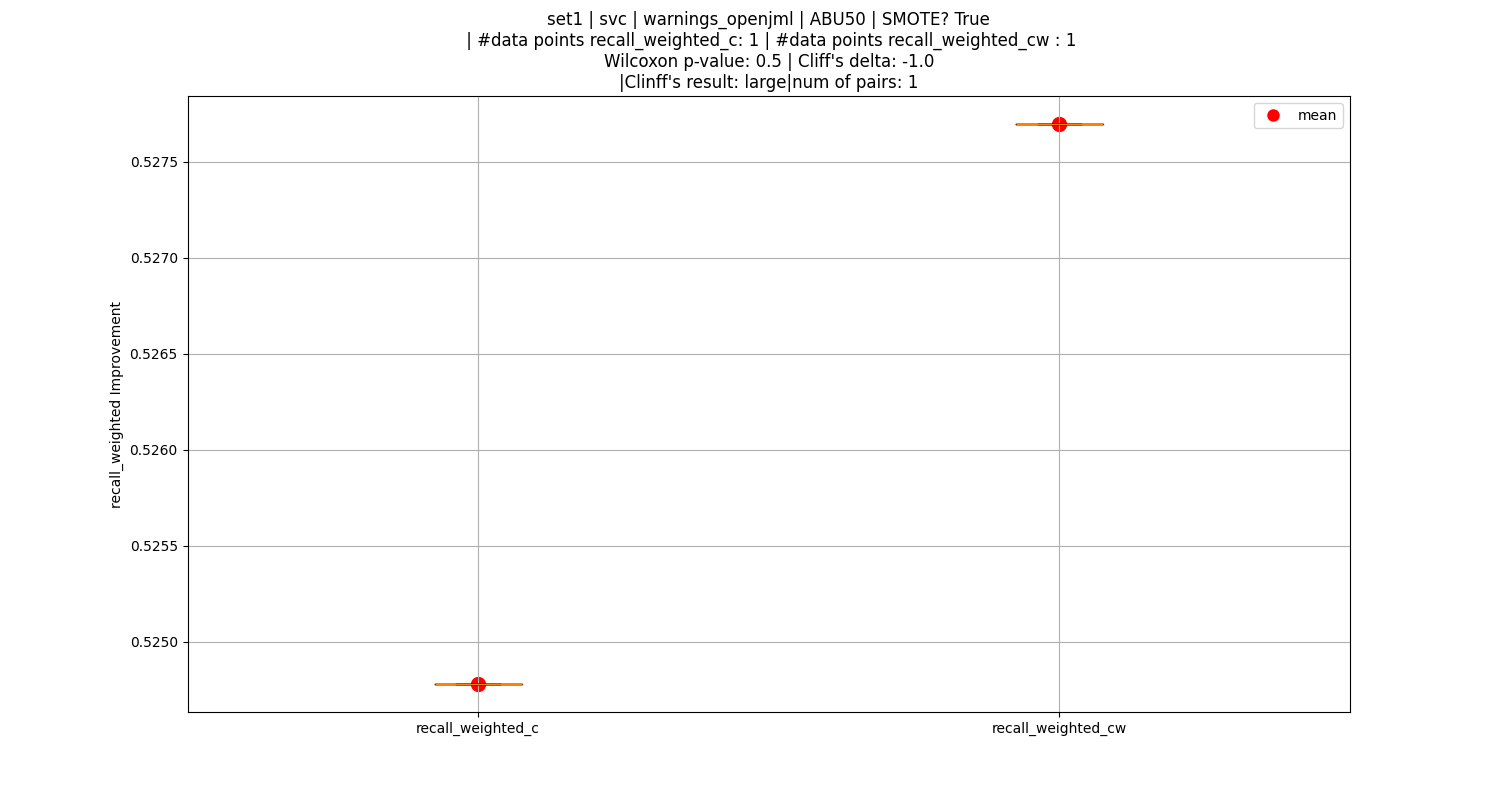 set1 | svc | warnings_openjml | ABU50 | SMOTE? True
| #data points recall_weighted_c: 1 | #data points recall_weighted_cw : 1
Wilcoxon p-value: 0.5 | Cliff's delta: -1.0
|Clinff's result: large|num of pairs: 1
mean
recall_weighted Improvement
0.5275
0.5270
0.5265
0.5260
0.5255
0.5250
recall_weighted_c
recall_weighted_cw